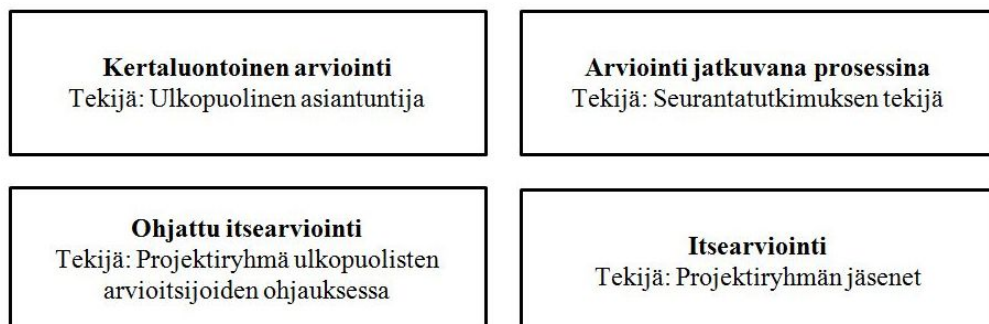 Kertaluontoinen arviointi
Tekijä: Ulkopuolinen asiantuntija
Arviointi jatkuvana prosessina
Tekijä: Seurantatutkimuksen tekijä
Ohjattu itsearviointi
Tekijä: Projektiryhmä ulkopuolisten
arvioitsijoiden ohjauksessa
Itsearviointi
Tekijä: Projektiryhmän jäsenet